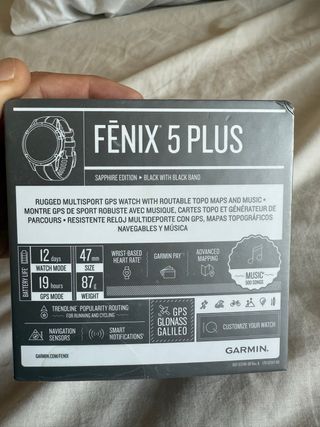 FĒNIX 5 PLUS
SAPPHIRE EDITION ▸ BLACK WITH BLACK BAND
RUGGED MULTISPORT GPS WATCH WITH ROUTABLE TOPO MAPS AND MUSIC •
MONTRE GPS DE SPORT ROBUSTE AVEC MUSIQUE, CARTES TOPO ET GÉNÉRATEUR DE
PARCOURS • RESISTENTE RELOJ MULTIDEPORTE CON GPS, MAPAS TOPOGRÁFICOS
NAVEGABLES Y MÚSICA
BATTERY LIFE
12
days
WATCH MODE
19
hours
GPS MODE
47 mm
SIZE
87g
WEIGHT
WRIST-BASED
HEART RATE
GARMIN PAY
ADVANCED
MAPPING
MUSIC
500 SONGS
TRENDLINE POPULARITY ROUTING
FOR RUNNING AND CYCLING
GPS
GLONASS
GALILEO
NAVIGATION
SENSORS
SMART
NOTIFICATIONS
IQ
CUSTOMIZE YOUR WATCH
GARMIN.COM/FENIX
GARMIN